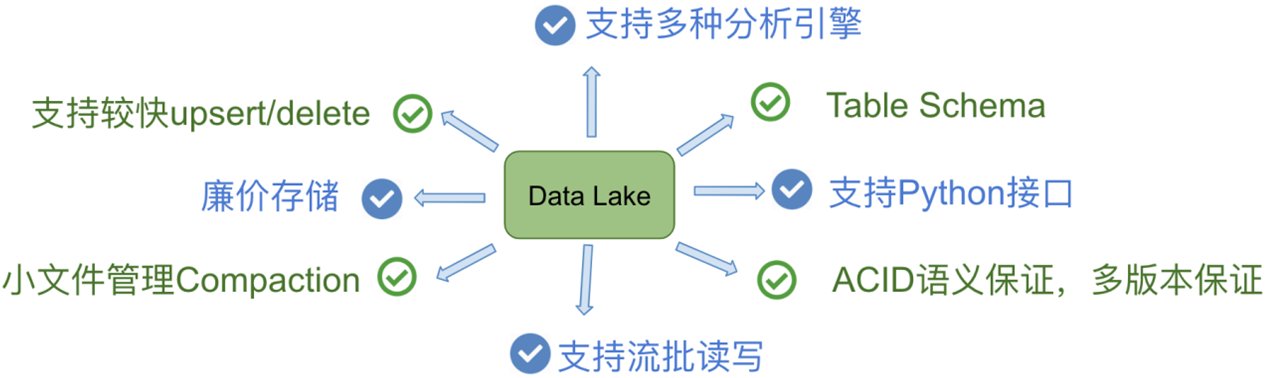 支持多种分析引擎
支持较快upsert/delete
Table Schema
廉价存储
Data Lake
支持Python接口
小文件管理Compaction
ACID语义保证，多版本保证
支持流批读写